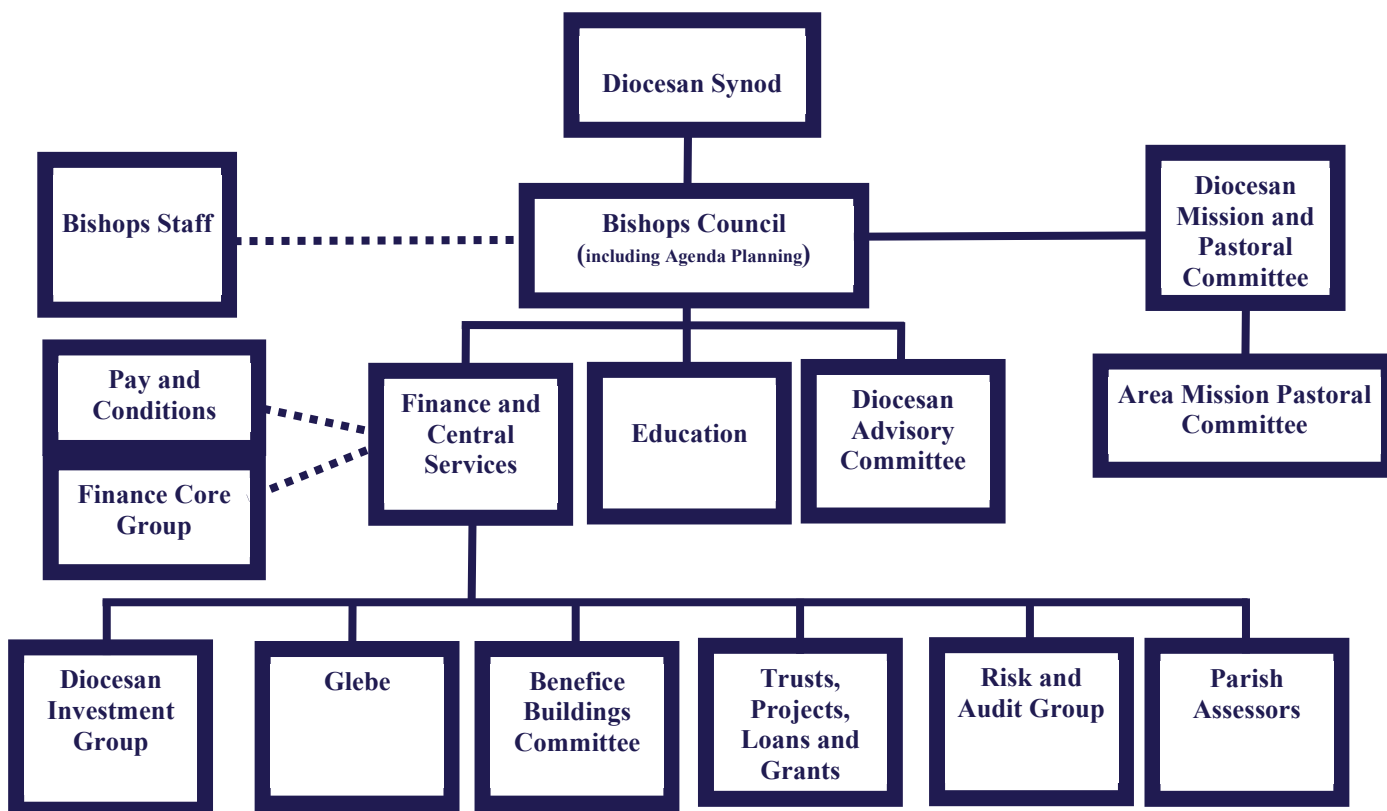 Diocesan Synod
Bishops Staff
Bishops Council
(including Agenda Planning)
Diocesan
Mission and
Pastoral
Committee
Pay and
Conditions
Finance Core
Group
Finance and
Central
Services
Education
Diocesan
Advisory
Committee
Area Mission Pastoral
Committee
Diocesan
Investment
Group
Glebe
Benefice
Buildings
Committee
Trusts,
Projects,
Loans and
Grants
Risk and
Audit Group
Parish
Assessors